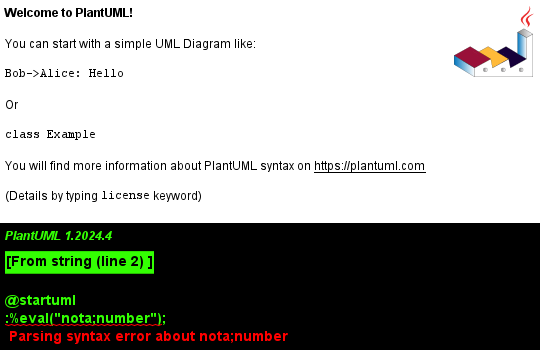 Welcome to PlantUML!
You can start with a simple UML Diagram like:
Bob->Alice: Hello
Or
class Example
You will find more information about PlantUML syntax on https://plantuml.com
(Details by typing license keyword)
PlantUML 1.2024.4
[From string (line 2) ]
@startuml
:%eval("nota;number");
Parsing syntax error about nota;number